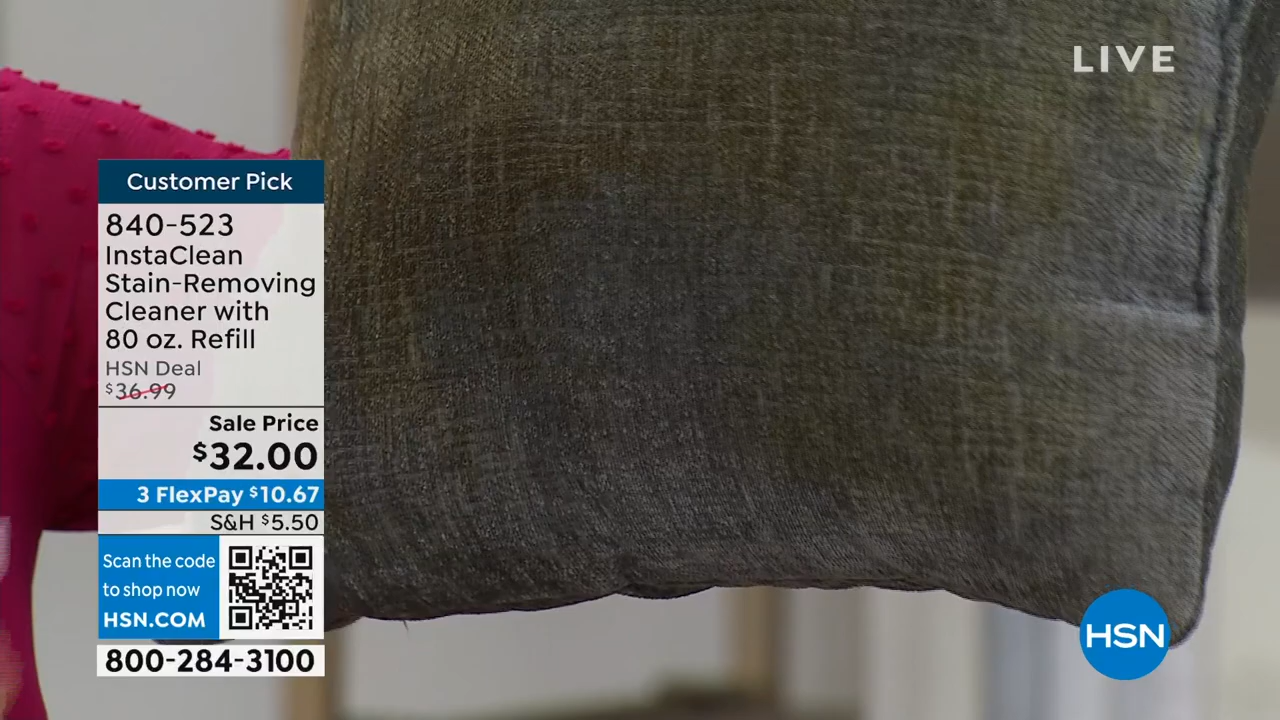 LIVE
Customer Pick
840-523
InstaClean
Stain-Removing
Cleaner with
80 oz. Refill
HSN Deal
$36.99
Sale Price
$32.00
3 FlexPay $10.67
S&H $5.50
Scan the code
to shop now
HSN.COM
800-284-3100
HSN